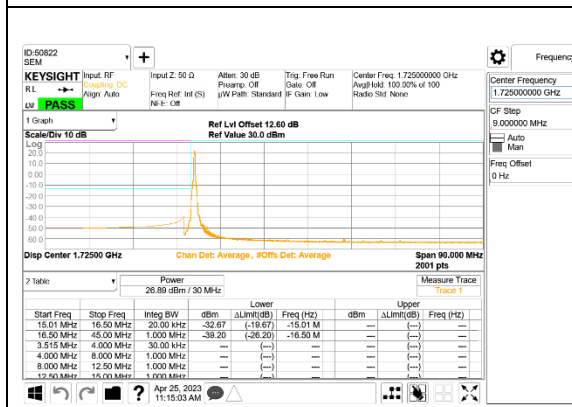 ID:50822
SEM
+
Frequency
KEYSIGHT
RL
PASS
Input: RF
Coupling: DC
Align: Auto
Input Z: 50 Ω
Freq Ref: Int (S)
NFE: Off
Atten: 30 dB
Preamp: Off
µW Path: Standard
Trig: Free Run
Gate: Off
IF Gain: Low
Center Freq: 1.725000000 GHz
Avg|Hold: 100.00% of 100
Radio Std: None
Center Frequency
1.725000000 GHz
CF Step
9.000000 MHz
Auto
Man
Freq Offset
0 Hz
1 Graph
Scale/Div 10 dB
Ref Lvl Offset 12.60 dB
Ref Value 30.0 dBm
Log
20.0
10.0
0.00
-10.0
-20.0
-30.0
-40.0
-50.0
-60.0
Disp Center 1.72500 GHz
Chan Det: Average , #Offs Det: Average
Span 90.000 MHz
2001 pts
2 Table
Power
26.89 dBm / 30 MHz
Measure Trace
Trace 1
Lower Upper
Start Freq Stop Freq Integ BW dBm ΔLimit(dB) Freq (Hz) dBm ΔLimit(dB) Freq (Hz)
15.01 MHz 16.50 MHz 20.00 kHz -32.67 (-19.67) -15.01 M --- (---) ---
16.50 MHz 45.00 MHz 1.000 MHz -39.20 (-26.20) -16.50 M --- (---) ---
3.515 MHz 4.000 MHz 30.00 kHz --- (---) --- --- (---) ---
4.000 MHz 8.000 MHz 1.000 MHz --- (---) --- --- (---) ---
8.000 MHz 12.50 MHz 1.000 MHz --- (---) --- --- (---) ---
12.50 MHz 15.00 MHz 1.000 MHz --- (---) --- --- (---) ---
?
Apr 25, 2023
11:15:03 AM